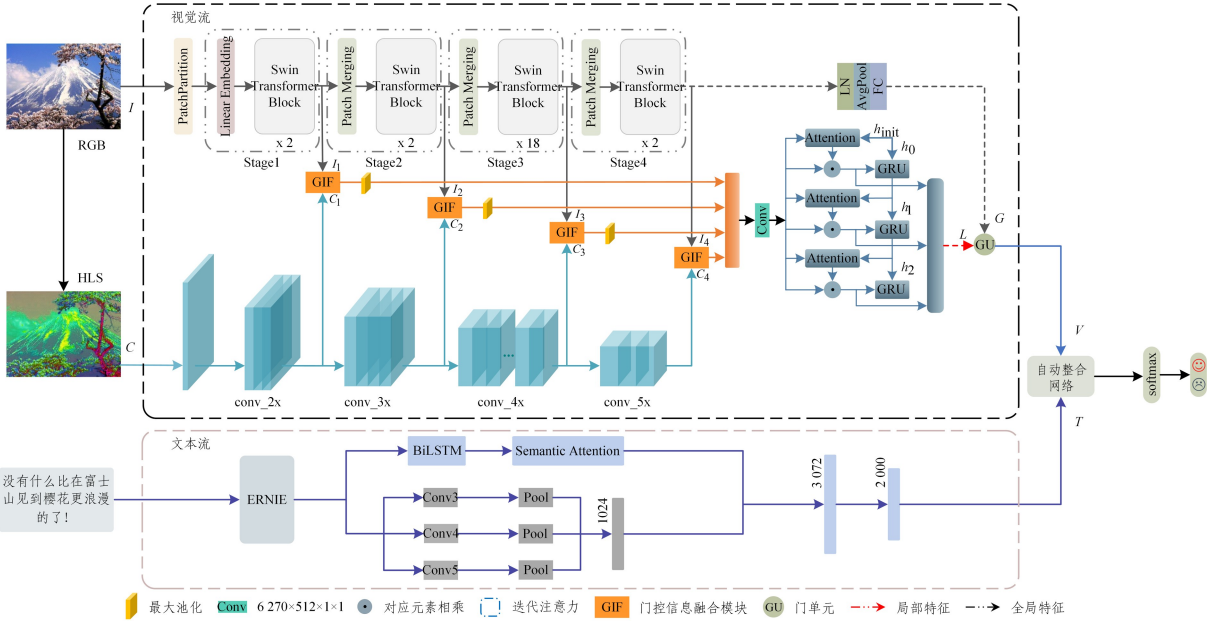 视觉流
RGB
I
HLS
C
PatchPartition
Linear Embedding
Swin
Transformer
Block
x 2
Stage1
Patch Merging
Swin
Transformer
Block
x 2
Stage2
Patch Merging
Swin
Transformer
Block
x 18
Stage3
Patch Merging
Swin
Transformer
Block
x 2
Stage4
LN
AvgPool
FC
I1
GIF
C1
I2
GIF
C2
I3
GIF
C3
I4
GIF
C4
Conv
Attention
hinit
h0
GRU
Attention
h1
GRU
Attention
h2
GRU
L
G
GU
conv_2x
conv_3x
...
conv_4x
conv_5x
V
自动整合
网络
softmax
T
文本流
没有什么比在富士
山见到樱花更浪漫
的了!
ERNIE
BiLSTM
Semantic Attention
Conv3
Pool
Conv4
Pool
Conv5
Pool
1024
3 072
2 000
最大池化
Conv
6 270×512×1×1
对应元素相乘
迭代注意力
GIF
门控信息融合模块
GU
门单元
局部特征
全局特征